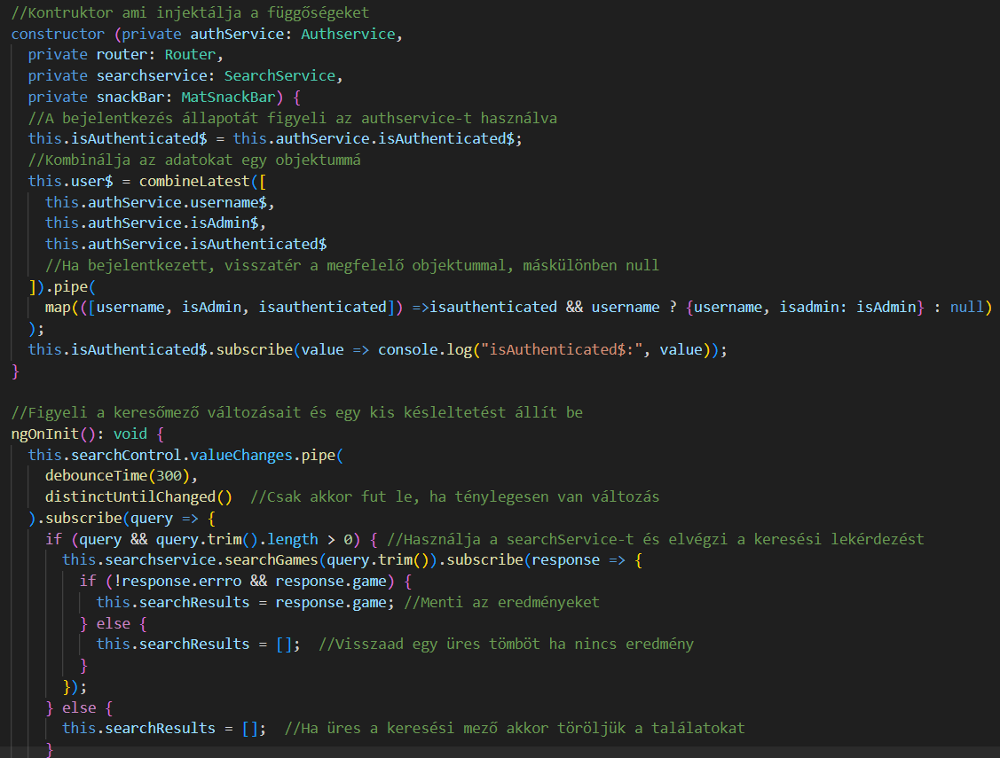 //Kontruktor ami injektálja a függőségeket
constructor (private authService: Authservice,
  private router: Router,
  private searchservice: SearchService,
  private snackBar: MatSnackBar) {
  //A bejelentkezés állapotát figyeli az authservice-t használva
  this.isAuthenticated$ = this.authService.isAuthenticated$;
  //Kombinálja az adatokat egy objektummá
  this.user$ = combineLatest([
    this.authService.username$,
    this.authService.isAdmin$,
    this.authService.isAuthenticated$
    //Ha bejelentkezett, visszatér a megfelelő objektummal, máskülönben null
  ]).pipe(
    map(([username, isAdmin, isauthenticated]) =>isauthenticated && username ? {username, isadmin: isAdmin} : null)
  );
  this.isAuthenticated$.subscribe(value => console.log("isAuthenticated$:", value));
}
//Figyeli a keresőmező változásait és egy kis késleltetést állít be
ngOnInit(): void {
  this.searchControl.valueChanges.pipe(
    debounceTime(300),
    distinctUntilChanged()  //Csak akkor fut le, ha ténylegesen van változás
  ).subscribe(query => {
    if (query && query.trim().length > 0) { //Használja a searchService-t és elvégzi a keresési lekérdezést
      this.searchservice.searchGames(query.trim()).subscribe(response => {
        if (!response.errro && response.game) {
          this.searchResults = response.game; //Menti az eredményeket
        } else {
          this.searchResults = [];  //Visszaad egy üres tömböt ha nincs eredmény
        }
      });
    } else {
      this.searchResults = [];  //Ha üres a keresési mező akkor töröljük a találatokat
    }